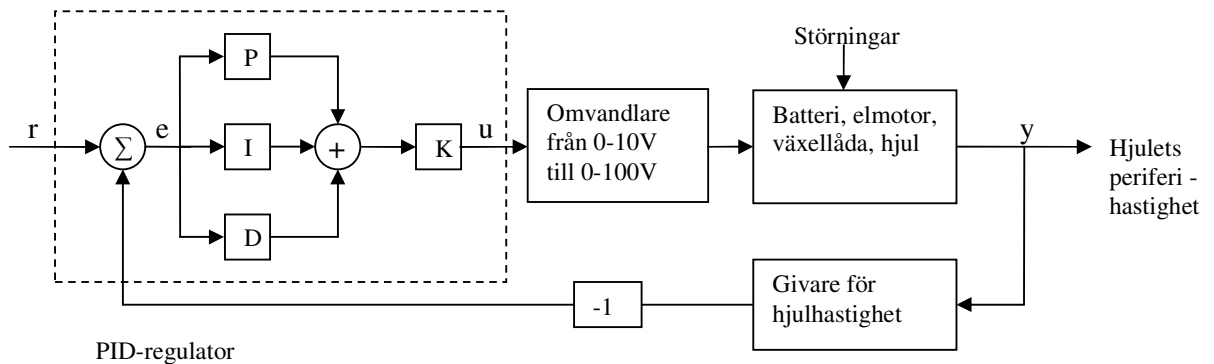 Störningar
P
r
Σ
e
I
+
K
u
Omvandlare
från 0-10V
till 0-100V
Batteri, elmotor,
växellåda, hjul
y
Hjulets
periferi -
hastighet
D
-1
Givare för
hjulhastighet
PID-regulator